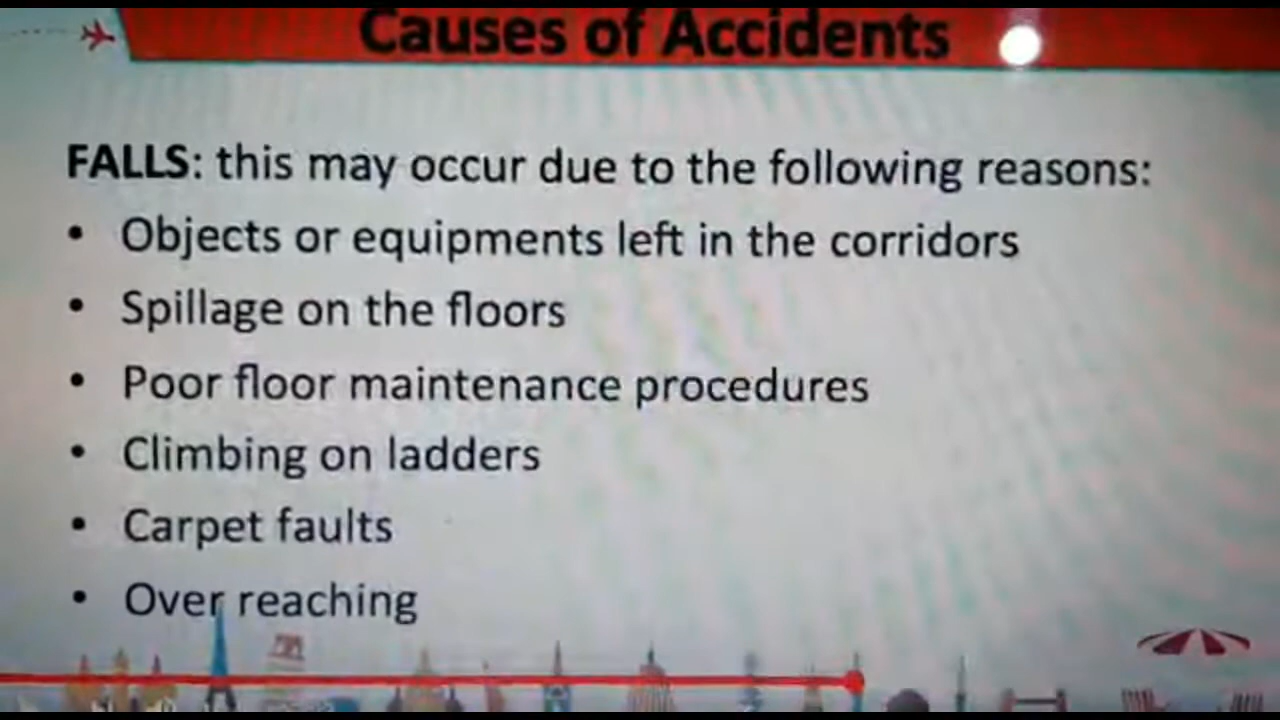 Causes of Accidents
FALLS: this may occur due to the following reasons:
• Objects or equipments left in the corridors
• Spillage on the floors
• Poor floor maintenance procedures
• Climbing on ladders
• Carpet faults
• Over reaching